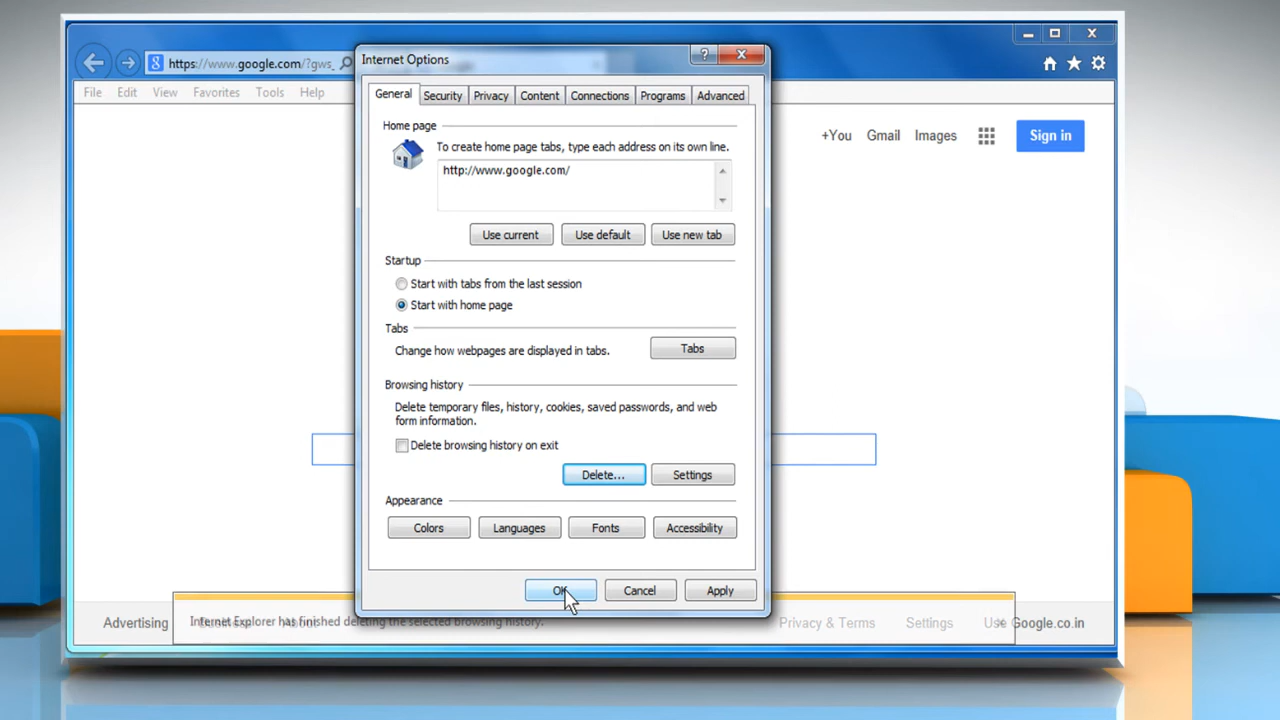 Internet Options
?
https://www.google.com/?gws_
File Edit View Favorites Tools Help
General Security Privacy Content Connections Programs Advanced
+You Gmail Images Sign in
Home page
To create home page tabs, type each address on its own line.
http://www.google.com/
Use current Use default Use new tab
Startup
Start with tabs from the last session
Start with home page
Tabs
Change how webpages are displayed in tabs.
Tabs
Browsing history
Delete temporary files, history, cookies, saved passwords, and web
form information.
Delete browsing history on exit
Delete... Settings
Appearance
Colors Languages Fonts Accessibility
OK Cancel Apply
Internet Explorer has finished deleting the selected browsing history.
Advertising Privacy & Terms Settings Use Google.co.in